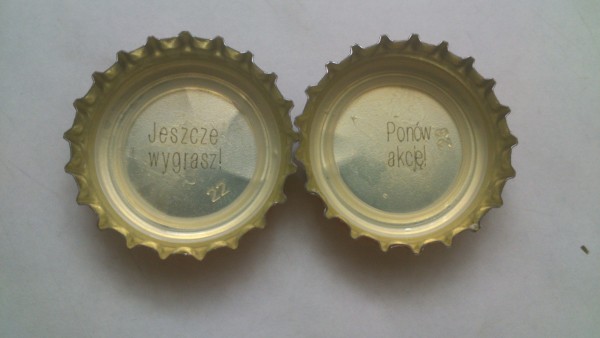 Jeszcze
wygrasz!
22
Ponów
akcję!